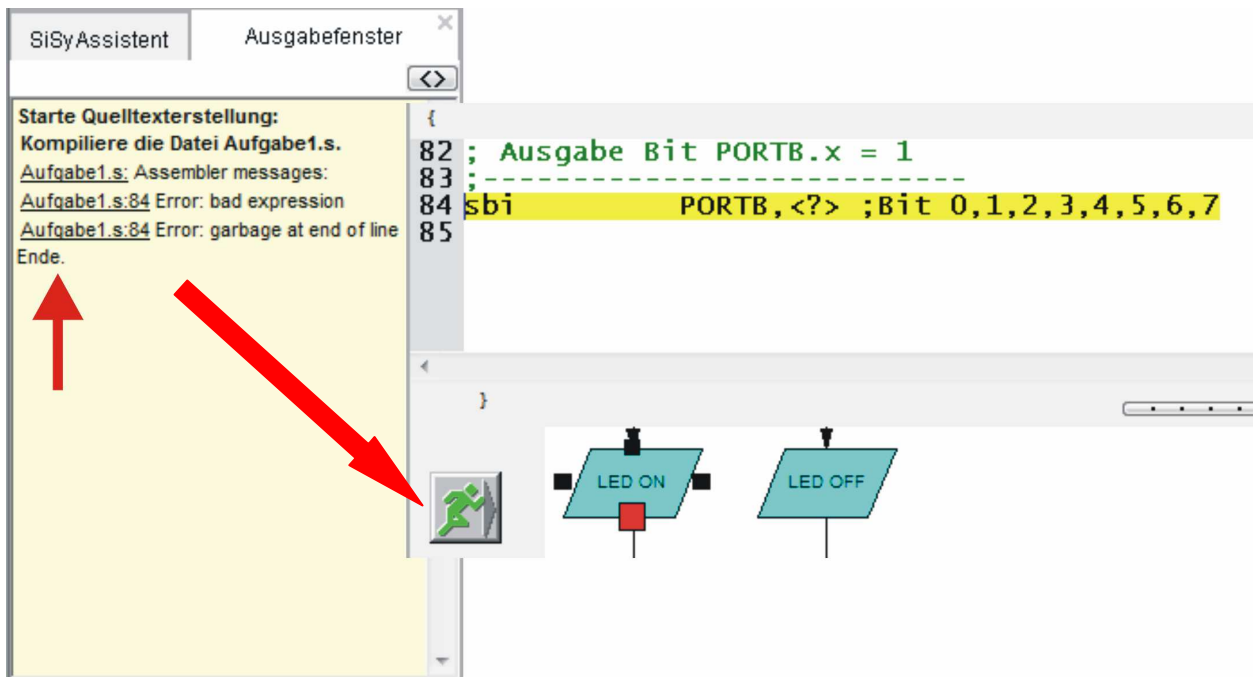 SiSyAssistent
Ausgabefenster
<>
Starte Quelltexterstellung:
Kompiliere die Datei Aufgabe1.s.
Aufgabe1.s: Assembler messages:
Aufgabe1.s:84 Error: bad expression
Aufgabe1.s:84 Error: garbage at end of line
Ende.
{
82 ; Ausgabe Bit PORTB.x = 1
83 ;---------------------------
84 sbi PORTB,<?> ;Bit 0,1,2,3,4,5,6,7
85
}
LED ON
LED OFF